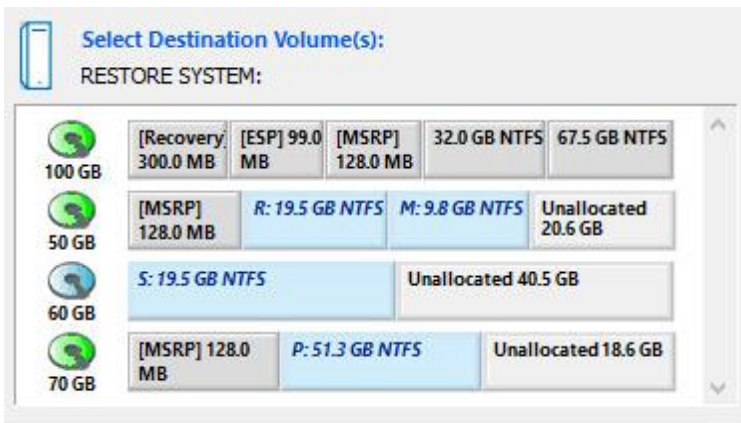 Select Destination Volume(s):
RESTORE SYSTEM:
[Recovery] [ESP] 99.0 [MSRP] 32.0 GB NTFS 67.5 GB NTFS
300.0 MB MB 128.0 MB
100 GB
[MSRP] R: 19.5 GB NTFS M: 9.8 GB NTFS Unallocated
128.0 MB 20.6 GB
50 GB
S: 19.5 GB NTFS Unallocated 40.5 GB
60 GB
[MSRP] 128.0 P: 51.3 GB NTFS Unallocated 18.6 GB
MB
70 GB